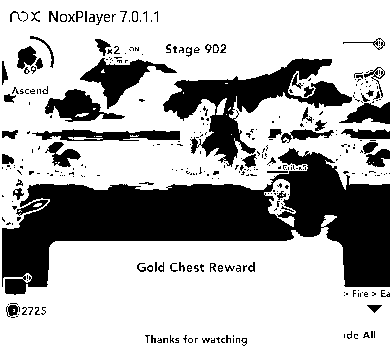 nox NoxPlayer 7.0.1.1
x2 ON
Stage 902
69
Ascend
Gold Chest Reward
> Fire > Ea
2725
ide All
Thanks for watching